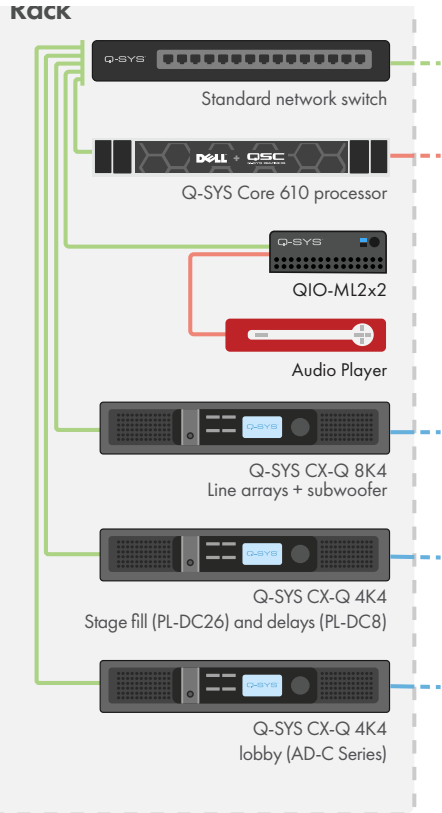 Rack
Q-SYS
Standard network switch
DELL + QSC
Q-SYS Core 610 processor
Q-SYS
QIO-ML2x2
Audio Player
Q-SYS
Q-SYS CX-Q 8K4
Line arrays + subwoofer
Q-SYS
Q-SYS CX-Q 4K4
Stage fill (PL-DC26) and delays (PL-DC8)
Q-SYS
Q-SYS CX-Q 4K4
lobby (AD-C Series)